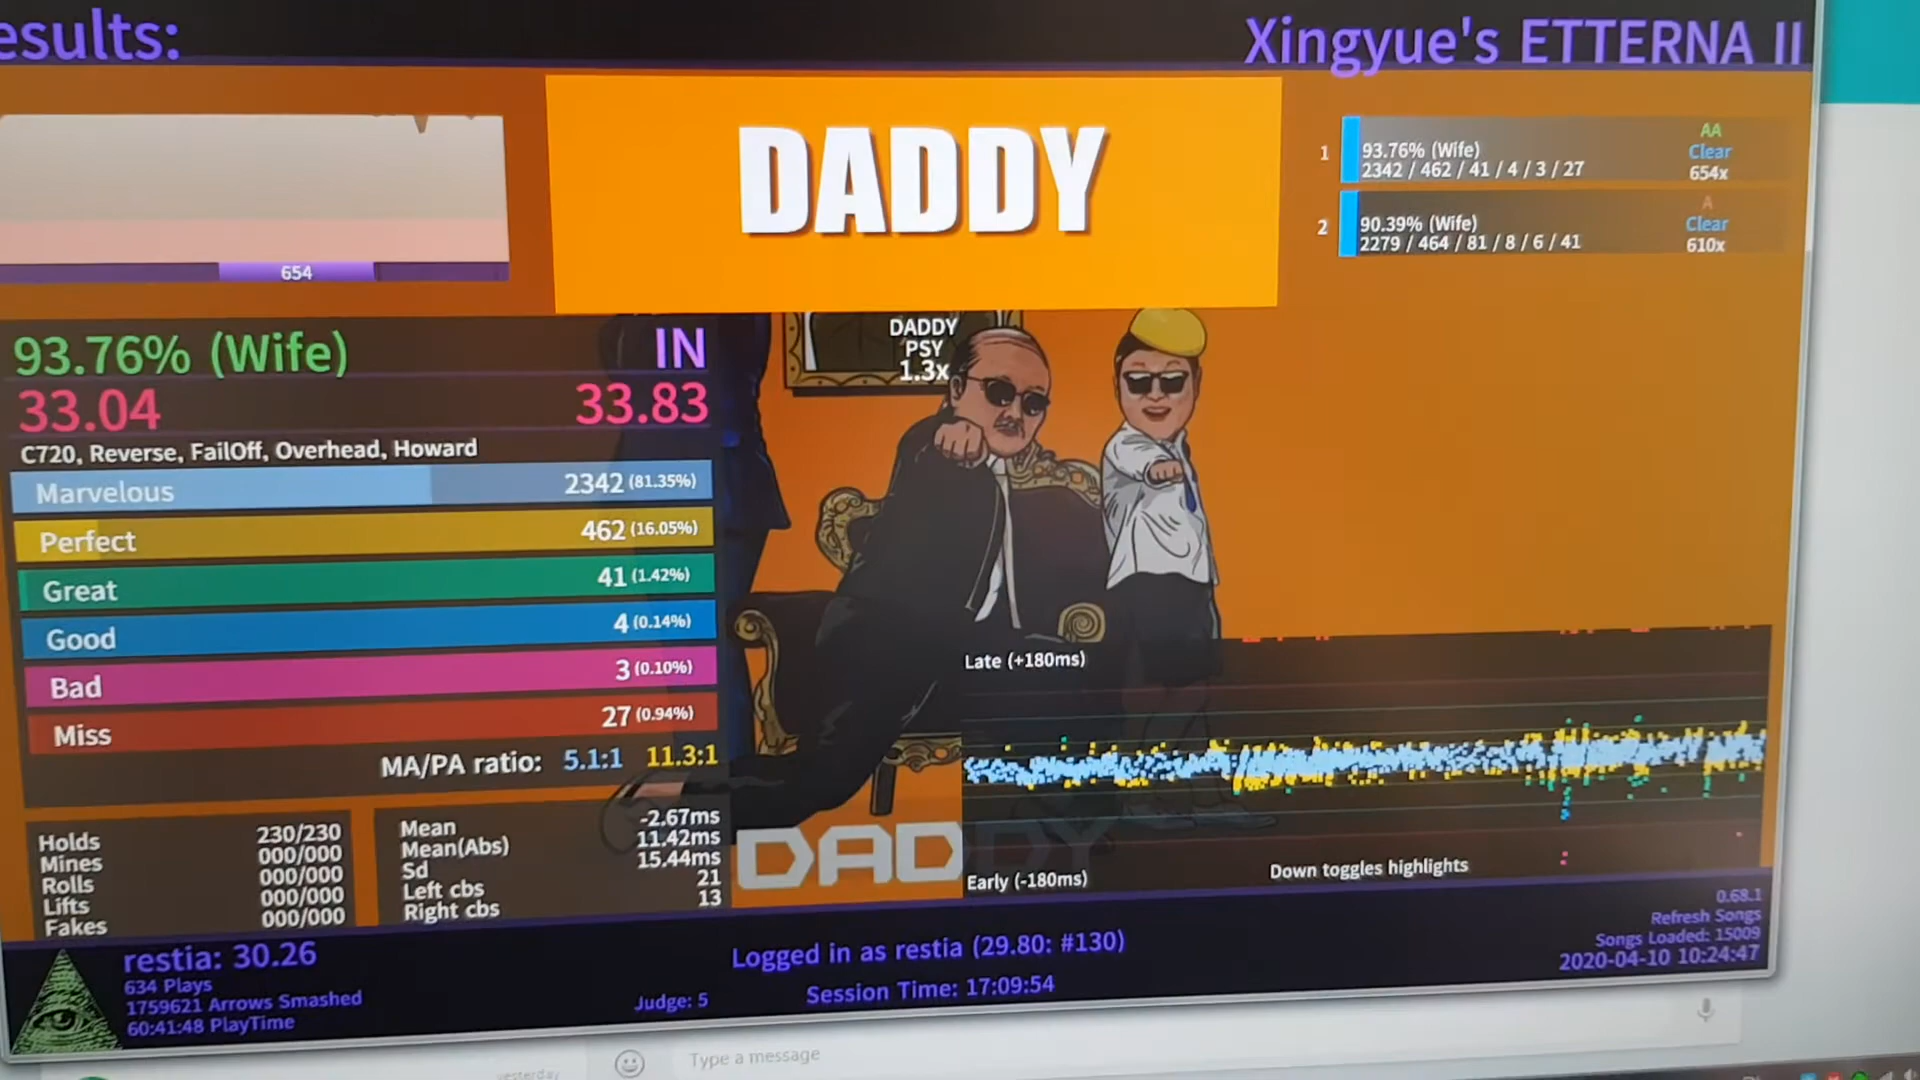 esults:
Xingyue's ETTERNA II
DADDY
654
1
93.76% (Wife)
2342 / 462 / 41 / 4 / 3 / 27
AA
Clear
654x
2
90.39% (Wife)
2279 / 464 / 81 / 8 / 6 / 41
A
Clear
610x
93.76% (Wife)
IN
33.04
33.83
C720, Reverse, FailOff, Overhead, Howard
DADDY
PSY
1.3x
Marvelous 2342 (81.35%)
Perfect 462 (16.05%)
Great 41 (1.42%)
Good 4 (0.14%)
Bad 3 (0.10%)
Miss 27 (0.94%)
MA/PA ratio: 5.1:1 11.3:1
Holds 230/230
Mines 000/000
Rolls 000/000
Lifts 000/000
Fakes 000/000
Mean -2.67ms
Mean(Abs) 11.42ms
Sd 15.44ms
Left cbs 21
Right cbs 13
DADDY
Late (+180ms)
Early (-180ms)
Down toggles highlights
restia: 30.26
634 Plays
1759621 Arrows Smashed
60:41:48 PlayTime
Judge: 5
Logged in as restia (29.80: #130)
Session Time: 17:09:54
0.68.1
Refresh Songs
Songs Loaded: 15009
2020-04-10 10:24:47
yesterday
Type a message